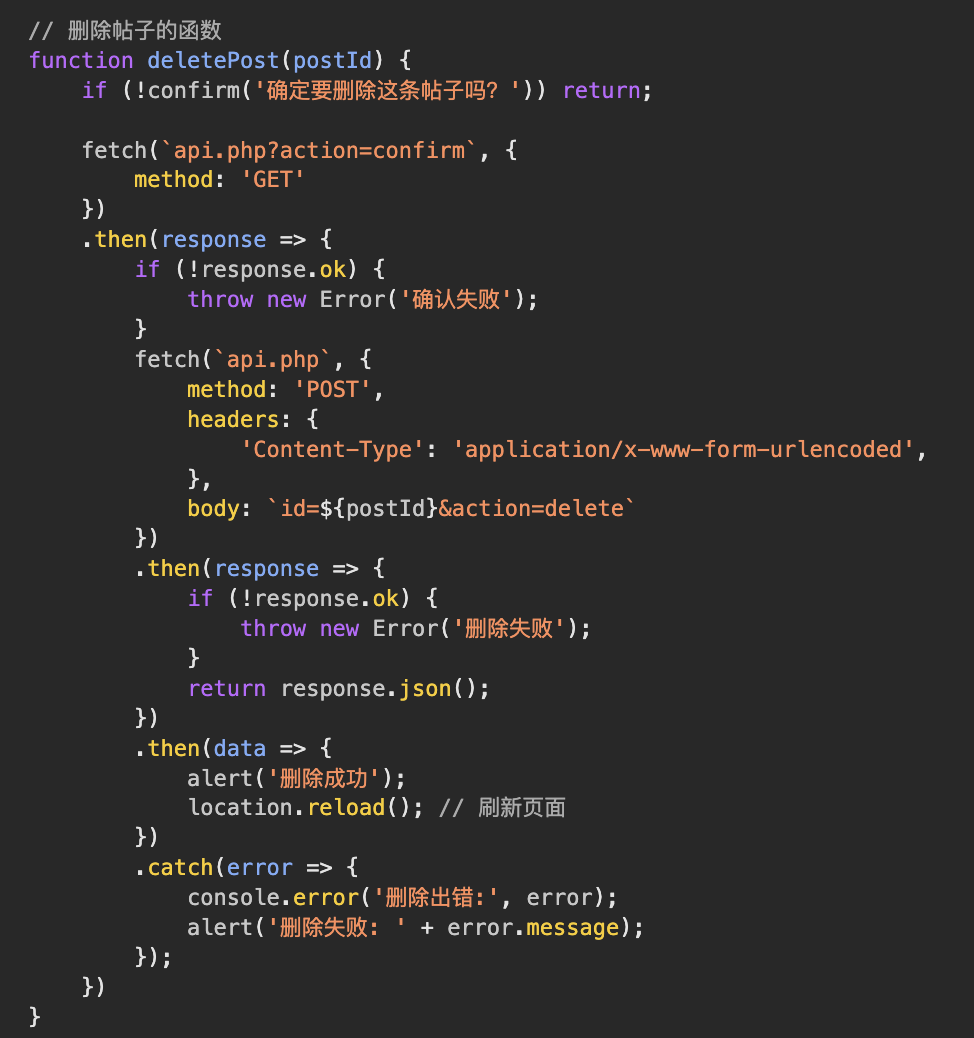 // 删除帖子的函数
function deletePost(postId) {
    if (!confirm('确定要删除这条帖子吗？')) return;

    fetch(`api.php?action=confirm`, {
        method: 'GET'
    })
    .then(response => {
        if (!response.ok) {
            throw new Error('确认失败');
        }
        fetch(`api.php`, {
            method: 'POST',
            headers: {
                'Content-Type': 'application/x-www-form-urlencoded',
            },
            body: `id=${postId}&action=delete`
        })
        .then(response => {
            if (!response.ok) {
                throw new Error('删除失败');
            }
            return response.json();
        })
        .then(data => {
            alert('删除成功');
            location.reload(); // 刷新页面
        })
        .catch(error => {
            console.error('删除出错:', error);
            alert('删除失败: ' + error.message);
        });
    })
}